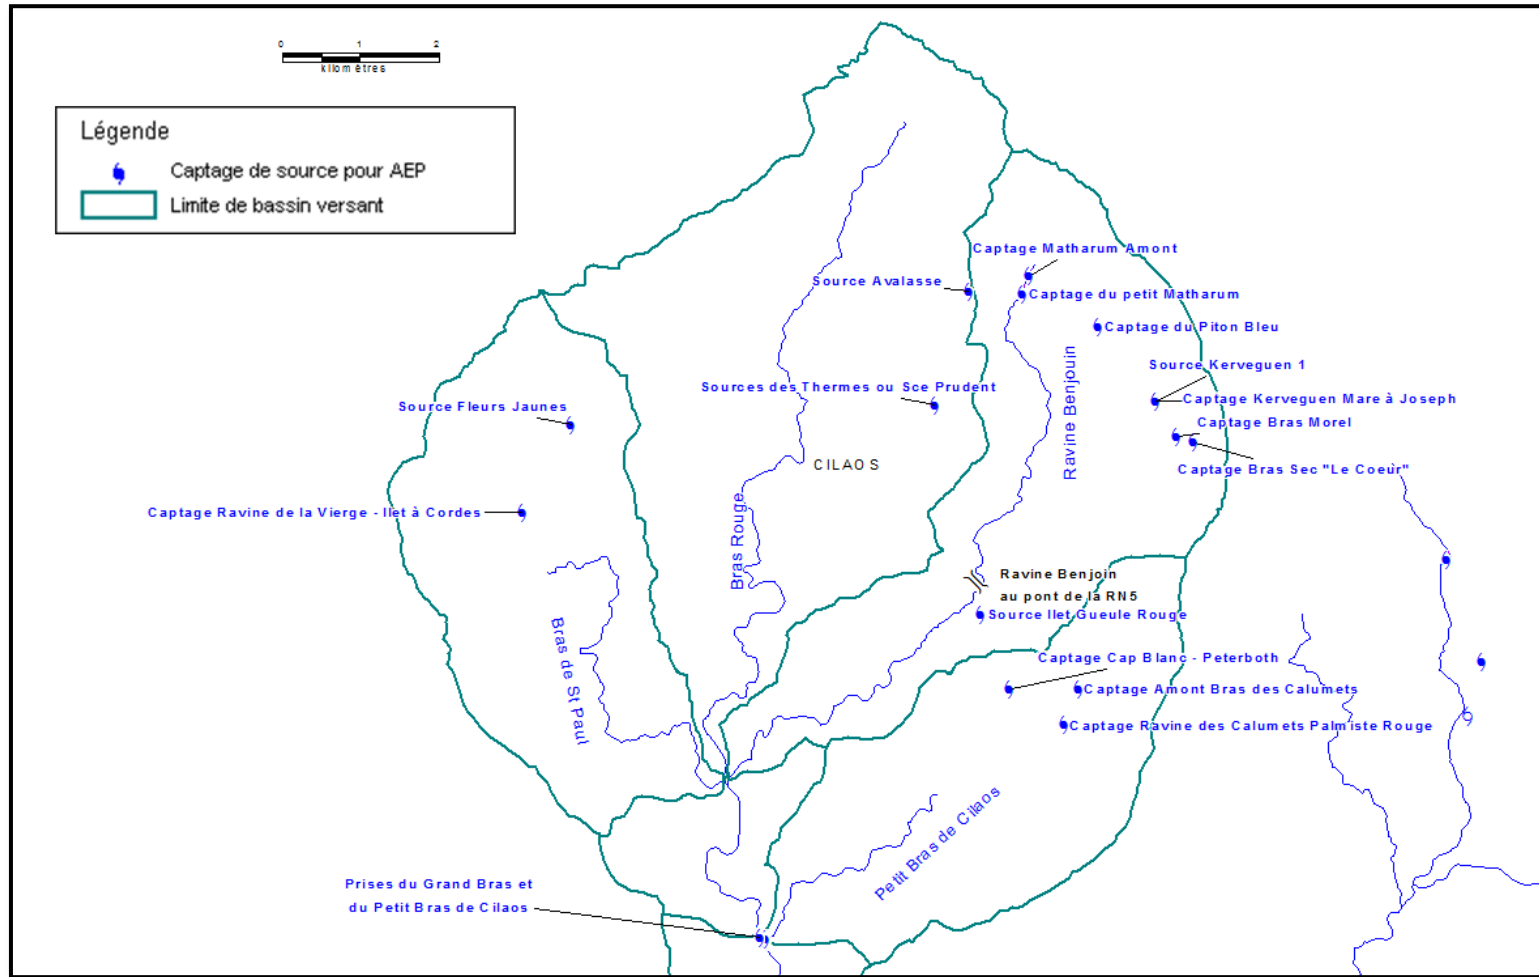 0 1 2
kilomètres
Légende
Captage de source pour AEP
Limite de bassin versant
Captage Matharum Amont
Source Avalasse
Captage du petit Matharum
Captage du Piton Bleu
Ravine Benjouin
Source Kerveguen 1
Sources des Thermes ou Sce Prudent
Captage Kerveguen Mare à Joseph
Source Fleurs Jaunes
Captage Bras Morel
CILAOS
Captage Bras Sec "Le Coeur"
Captage Ravine de la Vierge - Ilet à Cordes
Bras Rouge
Ravine Benjoin
au pont de la RN5
Source Ilet Gueule Rouge
Bras de St Paul
Captage Cap Blanc - Peterboth
Captage Amont Bras des Calumets
Captage Ravine des Calumets Palmiste Rouge
Petit Bras de Cilaos
Prises du Grand Bras et
du Petit Bras de Cilaos